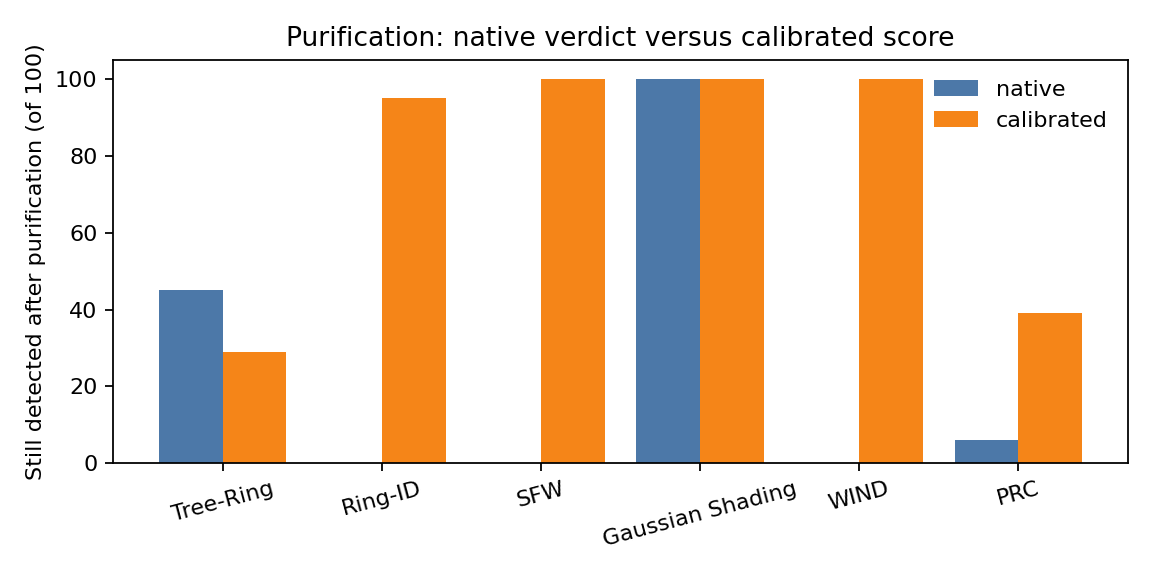 Purification: native verdict versus calibrated score
Still detected after purification (of 100)
100
80
60
40
20
0
native
calibrated
Tree-Ring
Ring-ID
SFW
Gaussian Shading
WIND
PRC